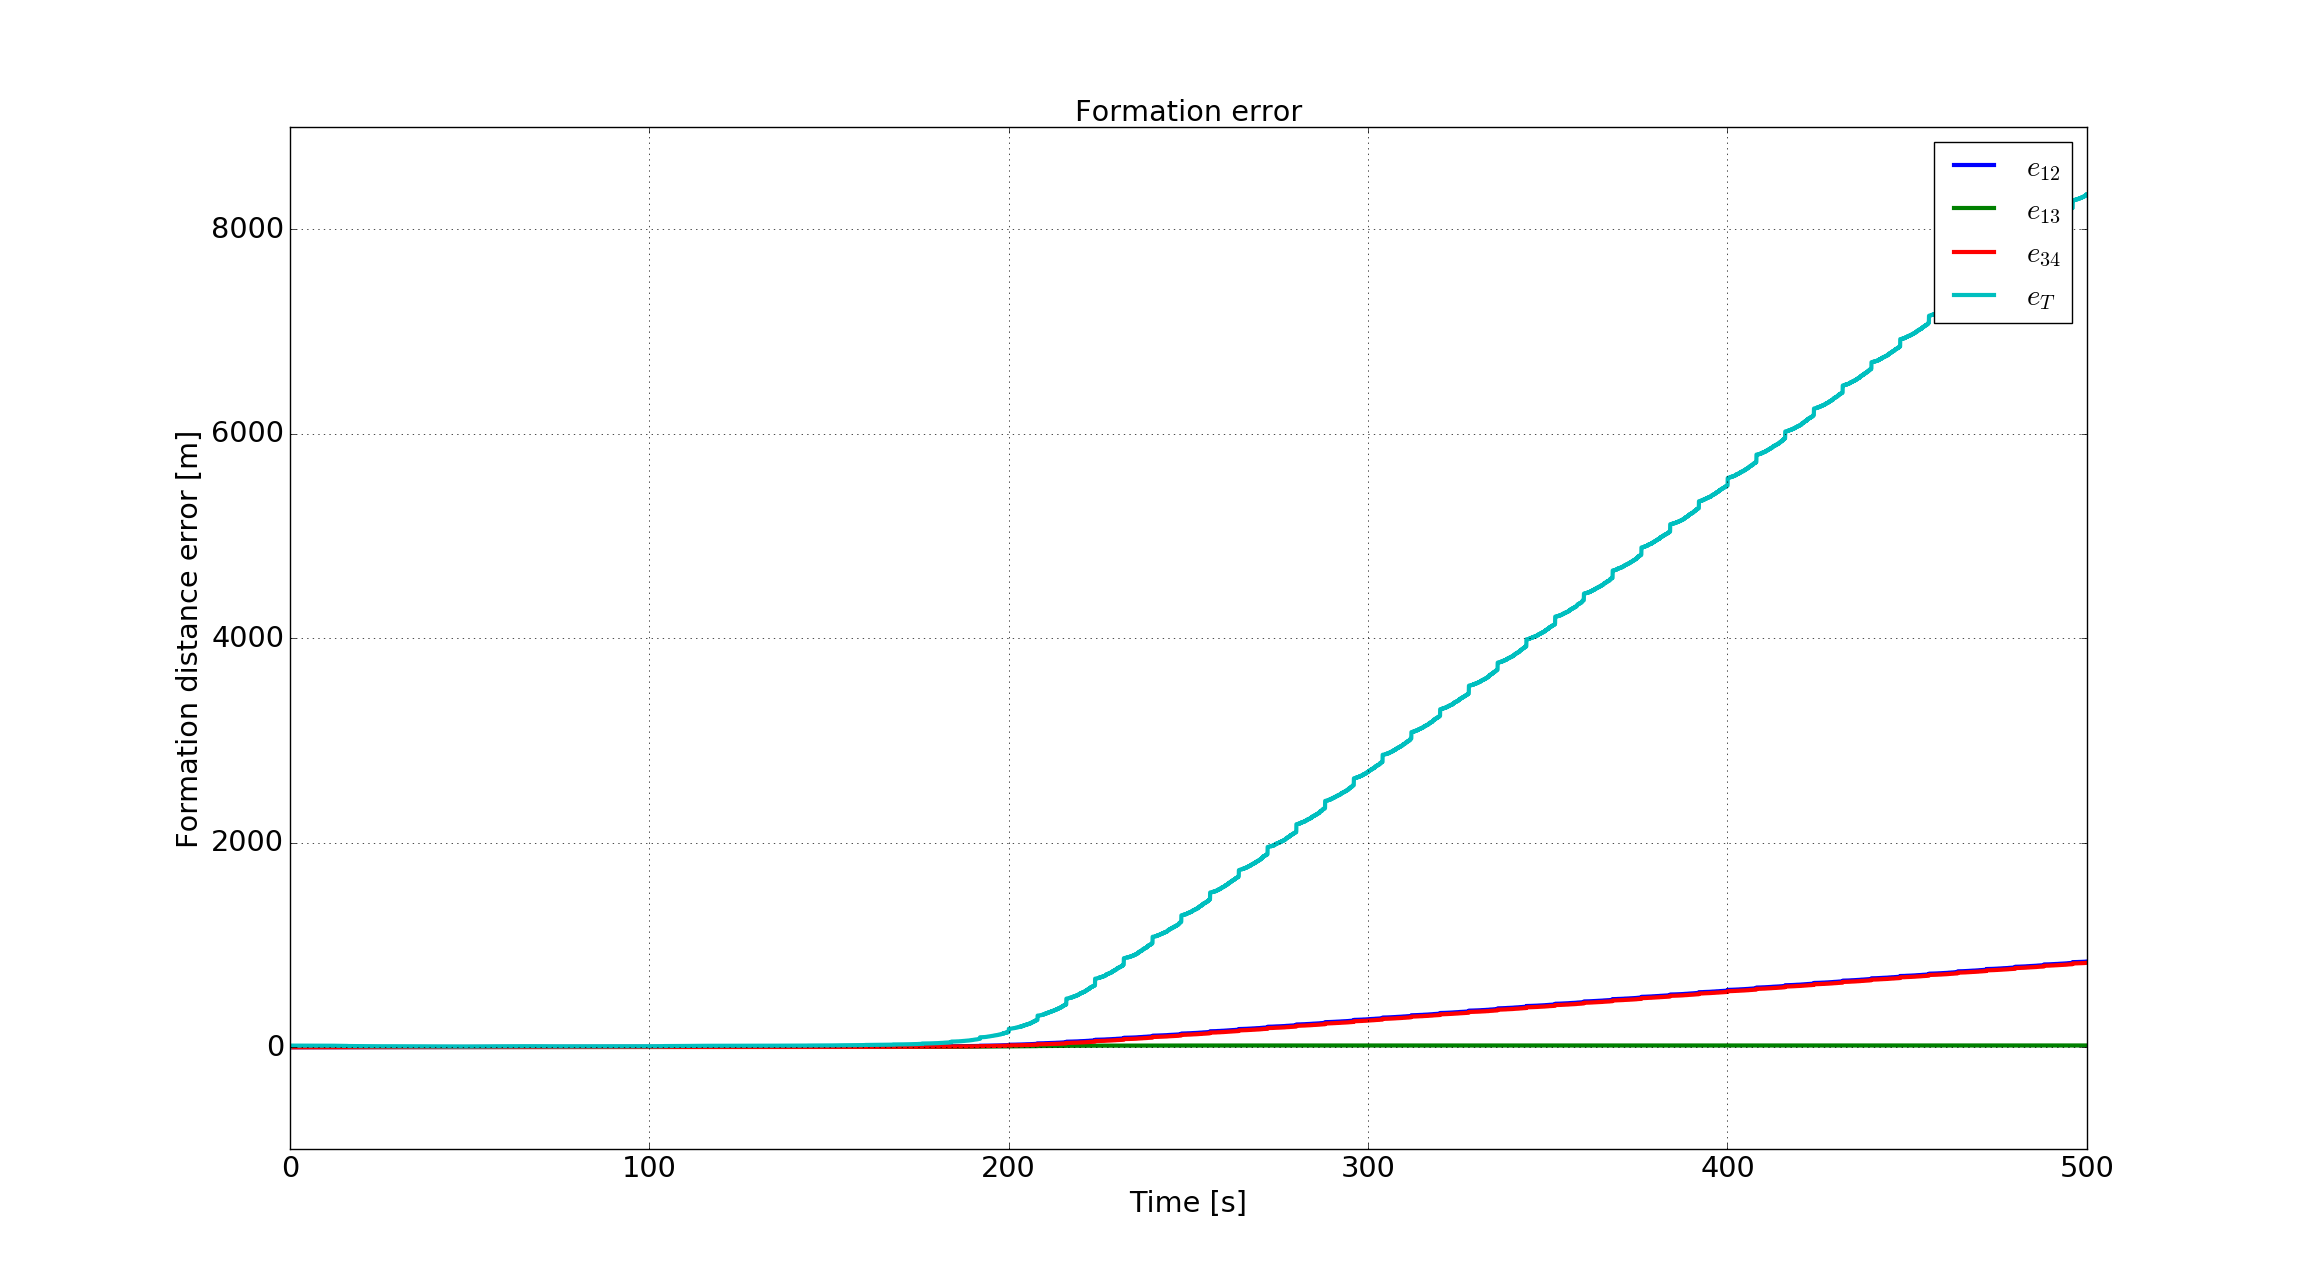 Formation error
e12
e13
e34
eT
8000
6000
4000
2000
0
Formation distance error [m]
0 100 200 300 400 500
Time [s]